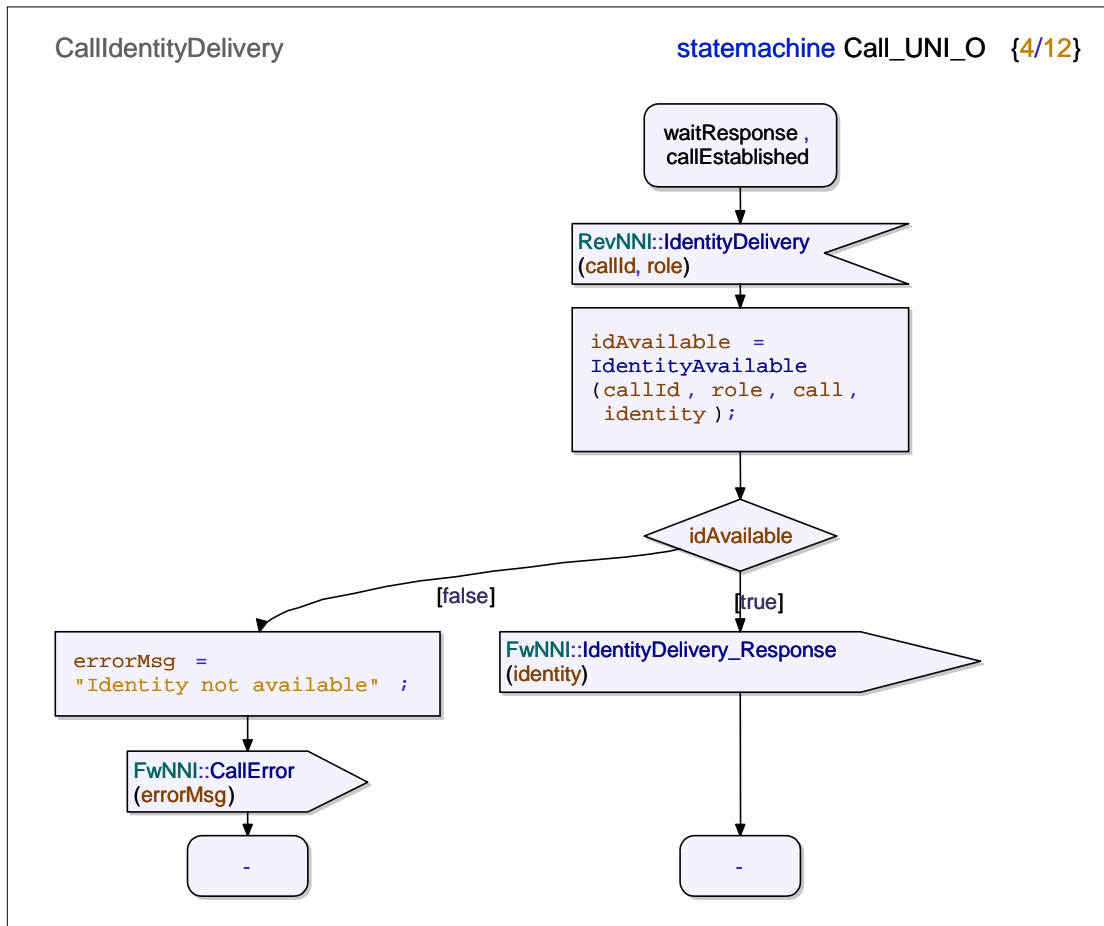 CallIdentityDelivery
statemachine Call_UNI_O {4/12}
waitResponse ,
callEstablished
RevNNI::IdentityDelivery
(callId, role)
idAvailable =
IdentityAvailable
(callId , role , call ,
identity );
idAvailable
[false]
[true]
errorMsg =
"Identity not available" ;
FwNNI::IdentityDelivery_Response
(identity)
FwNNI::CallError
(errorMsg)
-
-